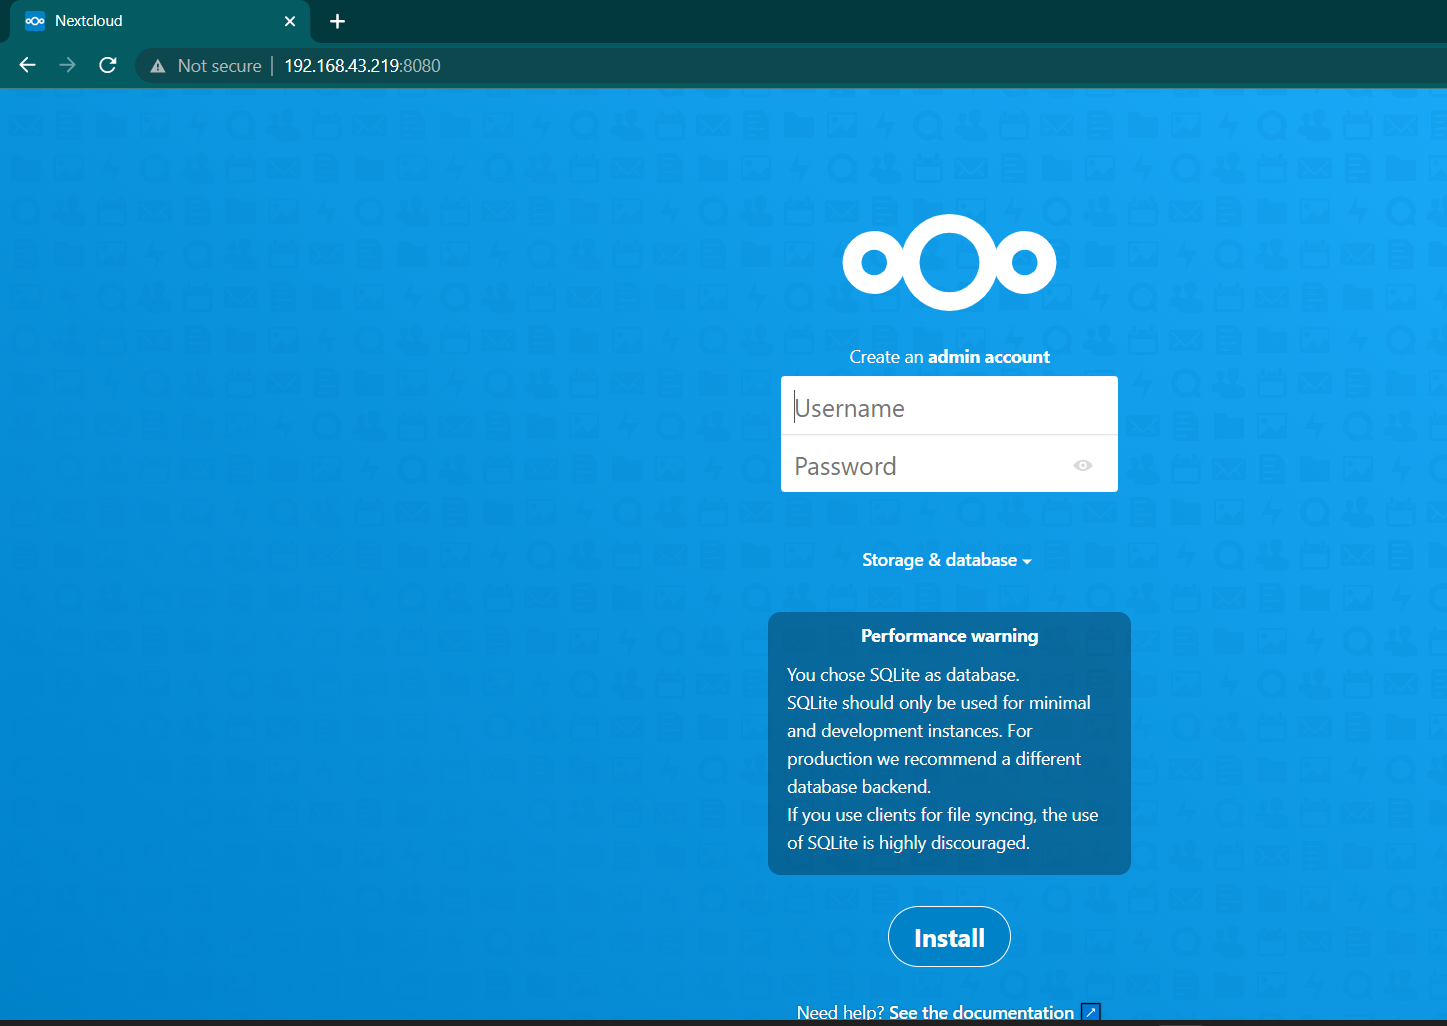 Nextcloud
Not secure | 192.168.43.219:8080
Create an admin account
Username
Password
Storage & database
Performance warning
You chose SQLite as database.
SQLite should only be used for minimal
and development instances. For
production we recommend a different
database backend.
If you use clients for file syncing, the use
of SQLite is highly discouraged.
Install
Need help? See the documentation